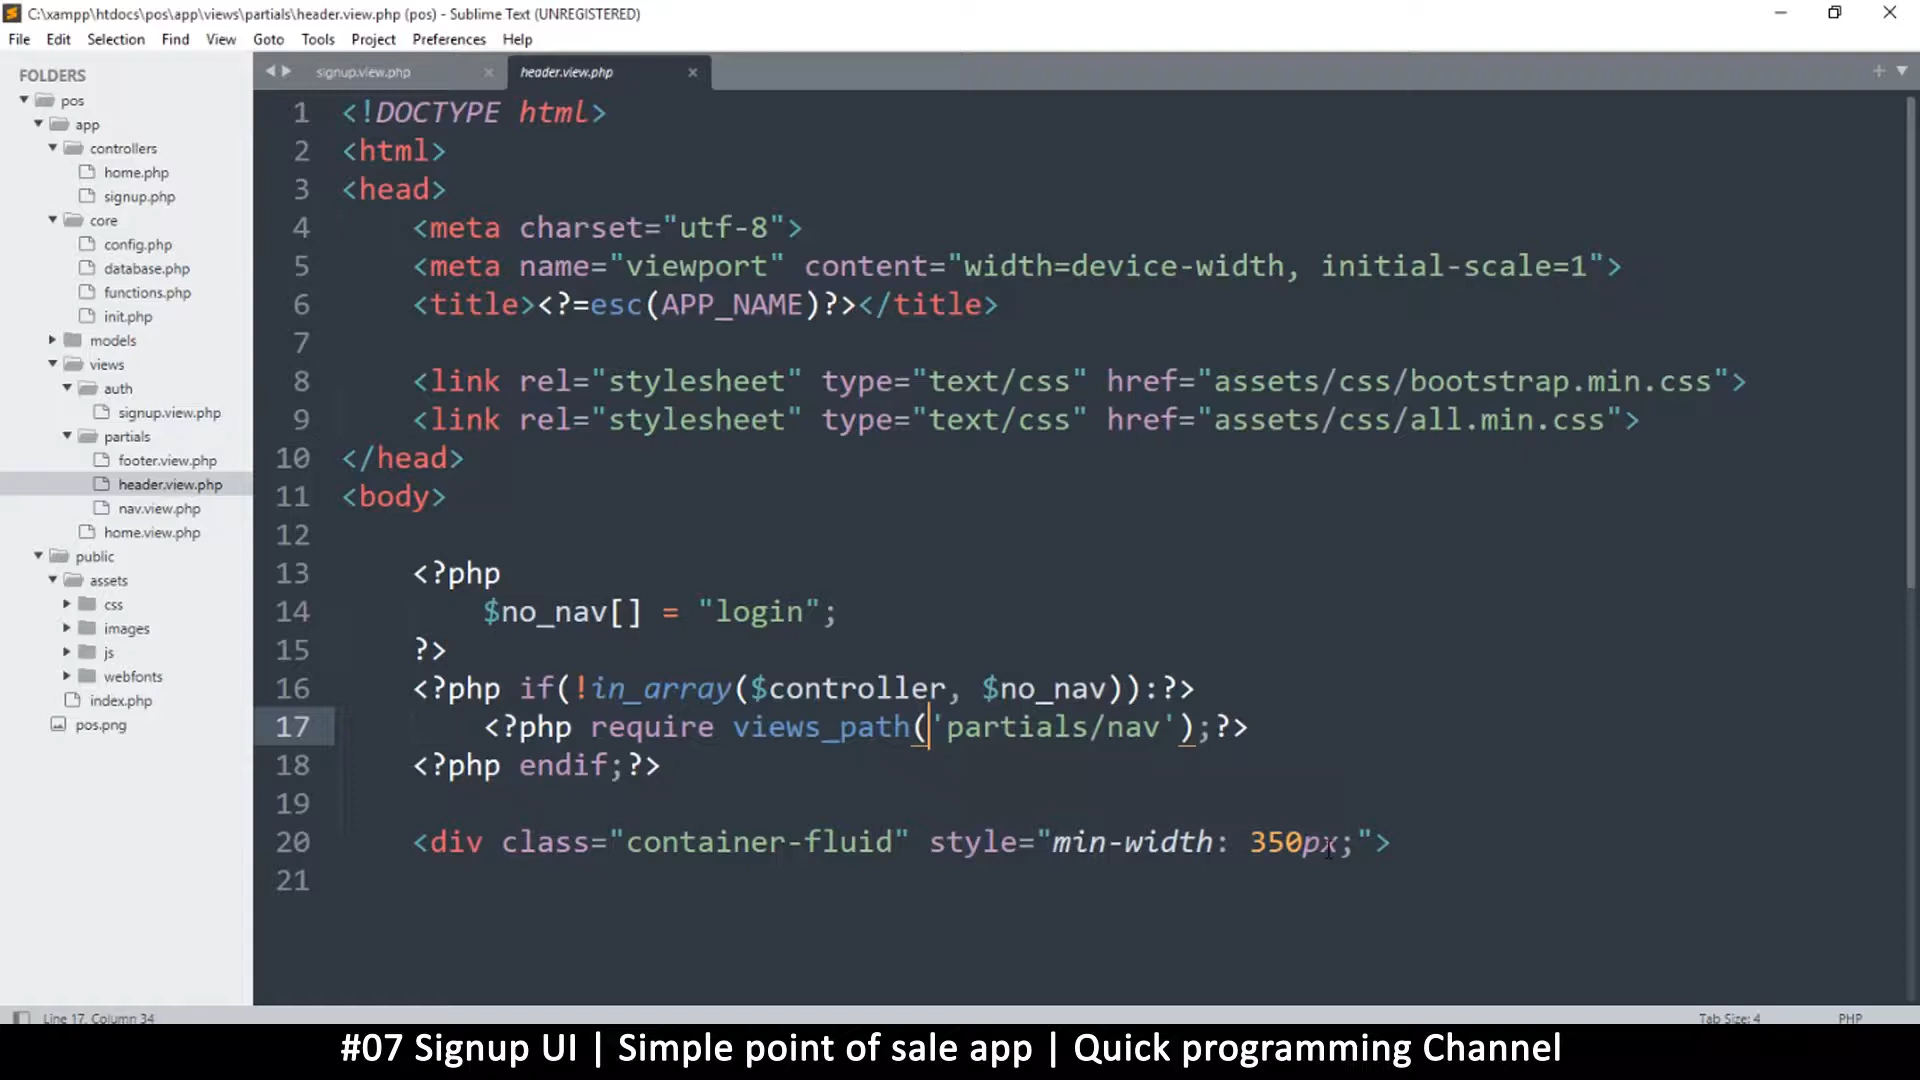 C:\xampp\htdocs\pos\app\views\partials\header.view.php (pos) - Sublime Text (UNREGISTERED)
File Edit Selection Find View Goto Tools Project Preferences Help
FOLDERS
pos
app
controllers
home.php
signup.php
core
config.php
database.php
functions.php
init.php
models
views
auth
signup.view.php
partials
footer.view.php
header.view.php
nav.view.php
home.view.php
public
assets
css
images
js
webfonts
index.php
pos.png
signup.view.php
header.view.php
1 <!DOCTYPE html>
2 <html>
3 <head>
4 <meta charset="utf-8">
5 <meta name="viewport" content="width=device-width, initial-scale=1">
6 <title><?=esc(APP_NAME)?></title>
7
8 <link rel="stylesheet" type="text/css" href="assets/css/bootstrap.min.css">
9 <link rel="stylesheet" type="text/css" href="assets/css/all.min.css">
10 </head>
11 <body>
12
13 <?php
14 $no_nav[] = "login";
15 ?>
16 <?php if(!in_array($controller, $no_nav)):?>
17 <?php require views_path('partials/nav');?>
18 <?php endif;?>
19
20 <div class="container-fluid" style="min-width: 350px;">
21
Line 17, Column 34
Tab Size: 4
PHP
#07 Signup UI | Simple point of sale app | Quick programming Channel